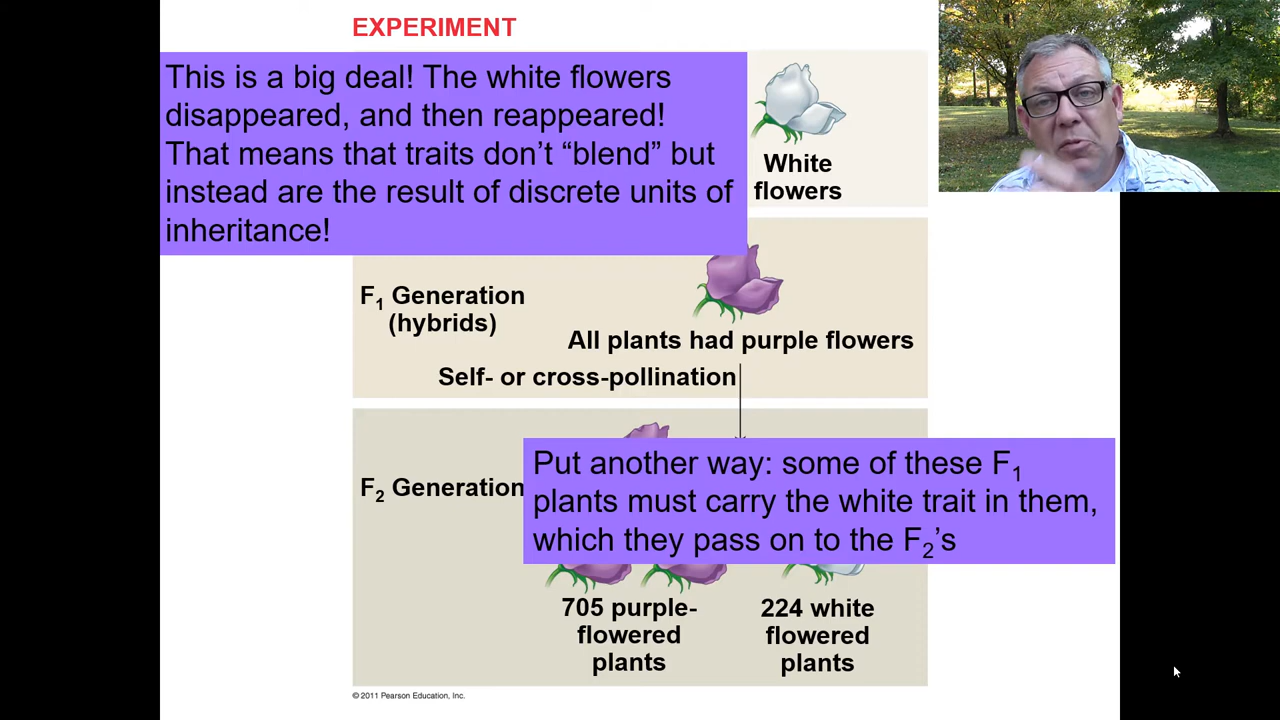 EXPERIMENT
This is a big deal! The white flowers
disappeared, and then reappeared!
That means that traits don’t “blend” but
instead are the result of discrete units of
inheritance!
White
flowers
F₁ Generation
(hybrids)
All plants had purple flowers
Self- or cross-pollination
F₂ Generation
Put another way: some of these F₁
plants must carry the white trait in them,
which they pass on to the F₂’s
705 purple-
flowered
plants
224 white
flowered
plants
© 2011 Pearson Education, Inc.